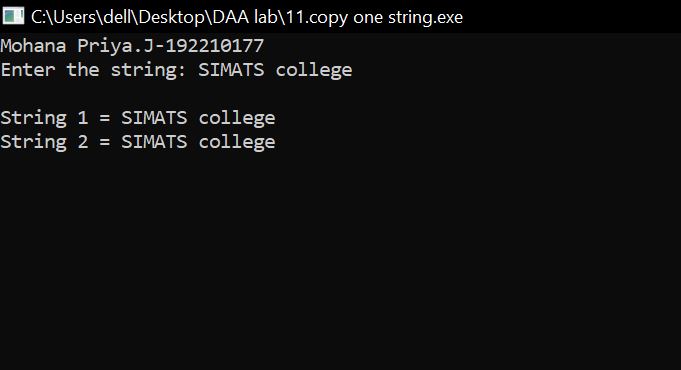 C:\Users\dell\Desktop\DAA lab\11.copy one string.exe
Mohana Priya.J-192210177
Enter the string: SIMATS college
String 1 = SIMATS college
String 2 = SIMATS college